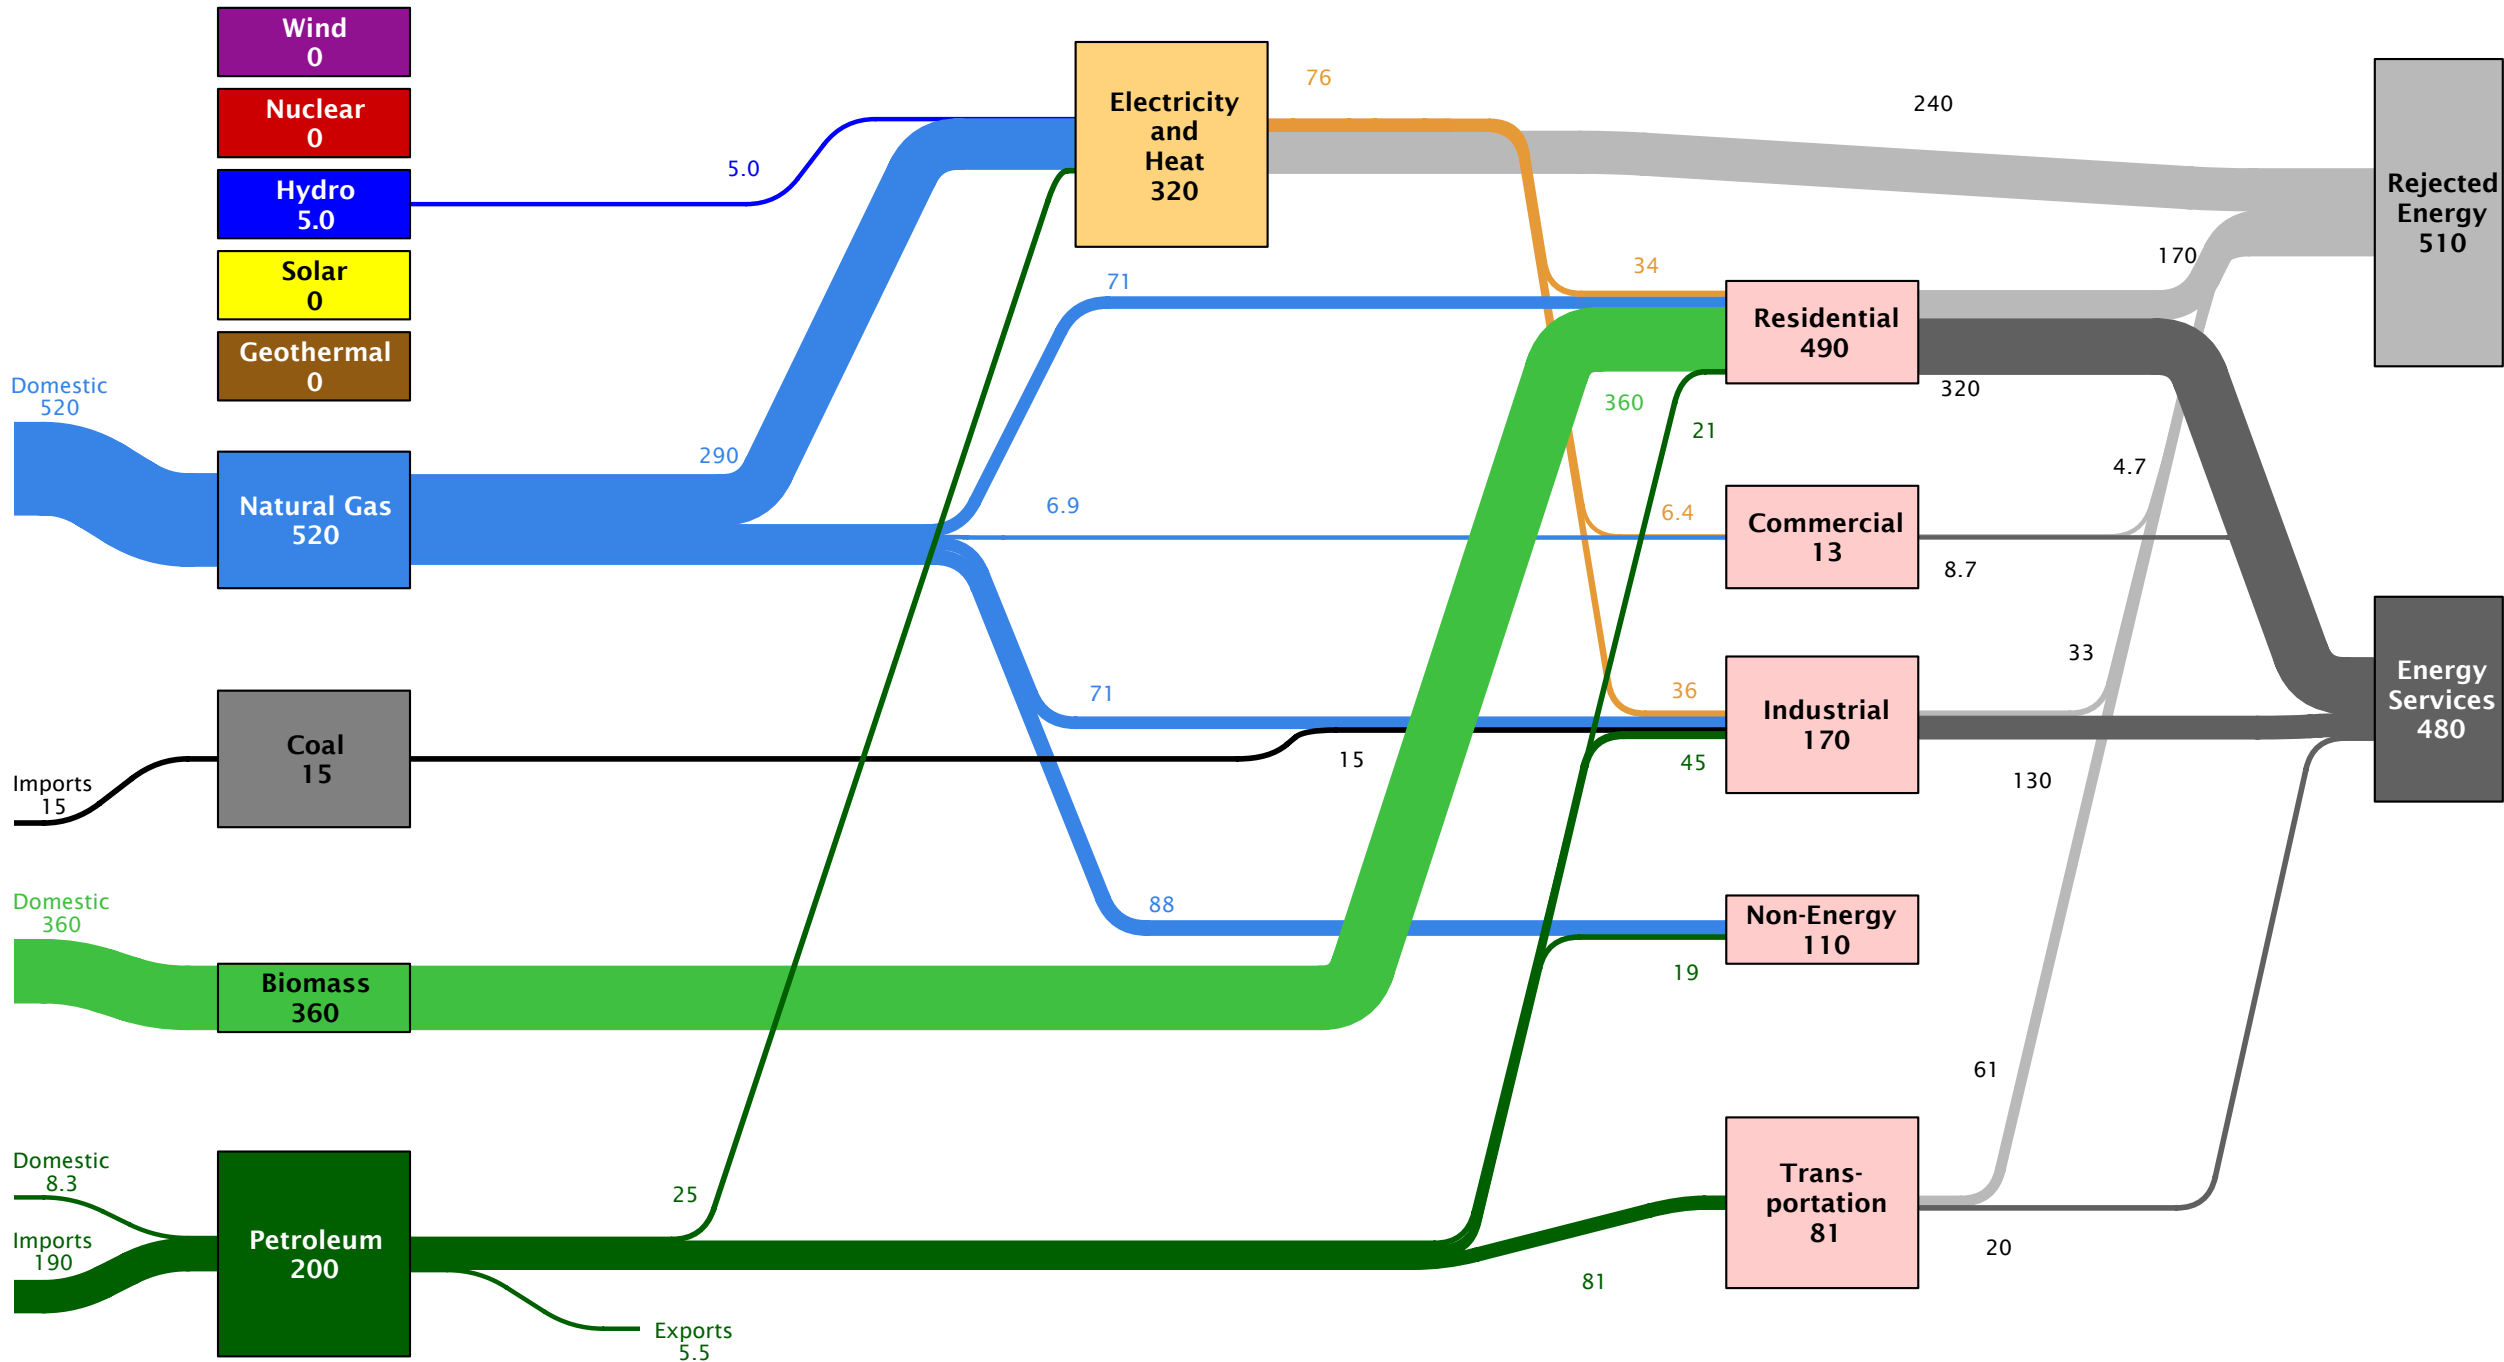 Wind
0
Nuclear
0
Hydro
5.0
Solar
0
Geothermal
0
Domestic
520
Natural Gas
520
Imports
15
Coal
15
Domestic
360
Biomass
360
Domestic
8.3
Imports
190
Petroleum
200
Exports
5.5
5.0
290
25
Electricity
and
Heat
320
76
71
6.9
71
15
88
34
360
21
6.4
36
45
19
81
Residential
490
Commercial
13
Industrial
170
Non-Energy
110
Trans-
portation
81
240
170
320
4.7
8.7
33
130
61
20
Rejected
Energy
510
Energy
Services
480